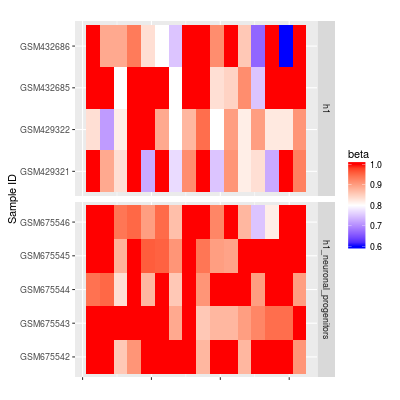 GSM432686
GSM432685
GSM429322
GSM429321
GSM675546
GSM675545
GSM675544
GSM675543
GSM675542
Sample ID
h1
h1_neuronal_progenitors
beta
1.0
0.9
0.8
0.7
0.6